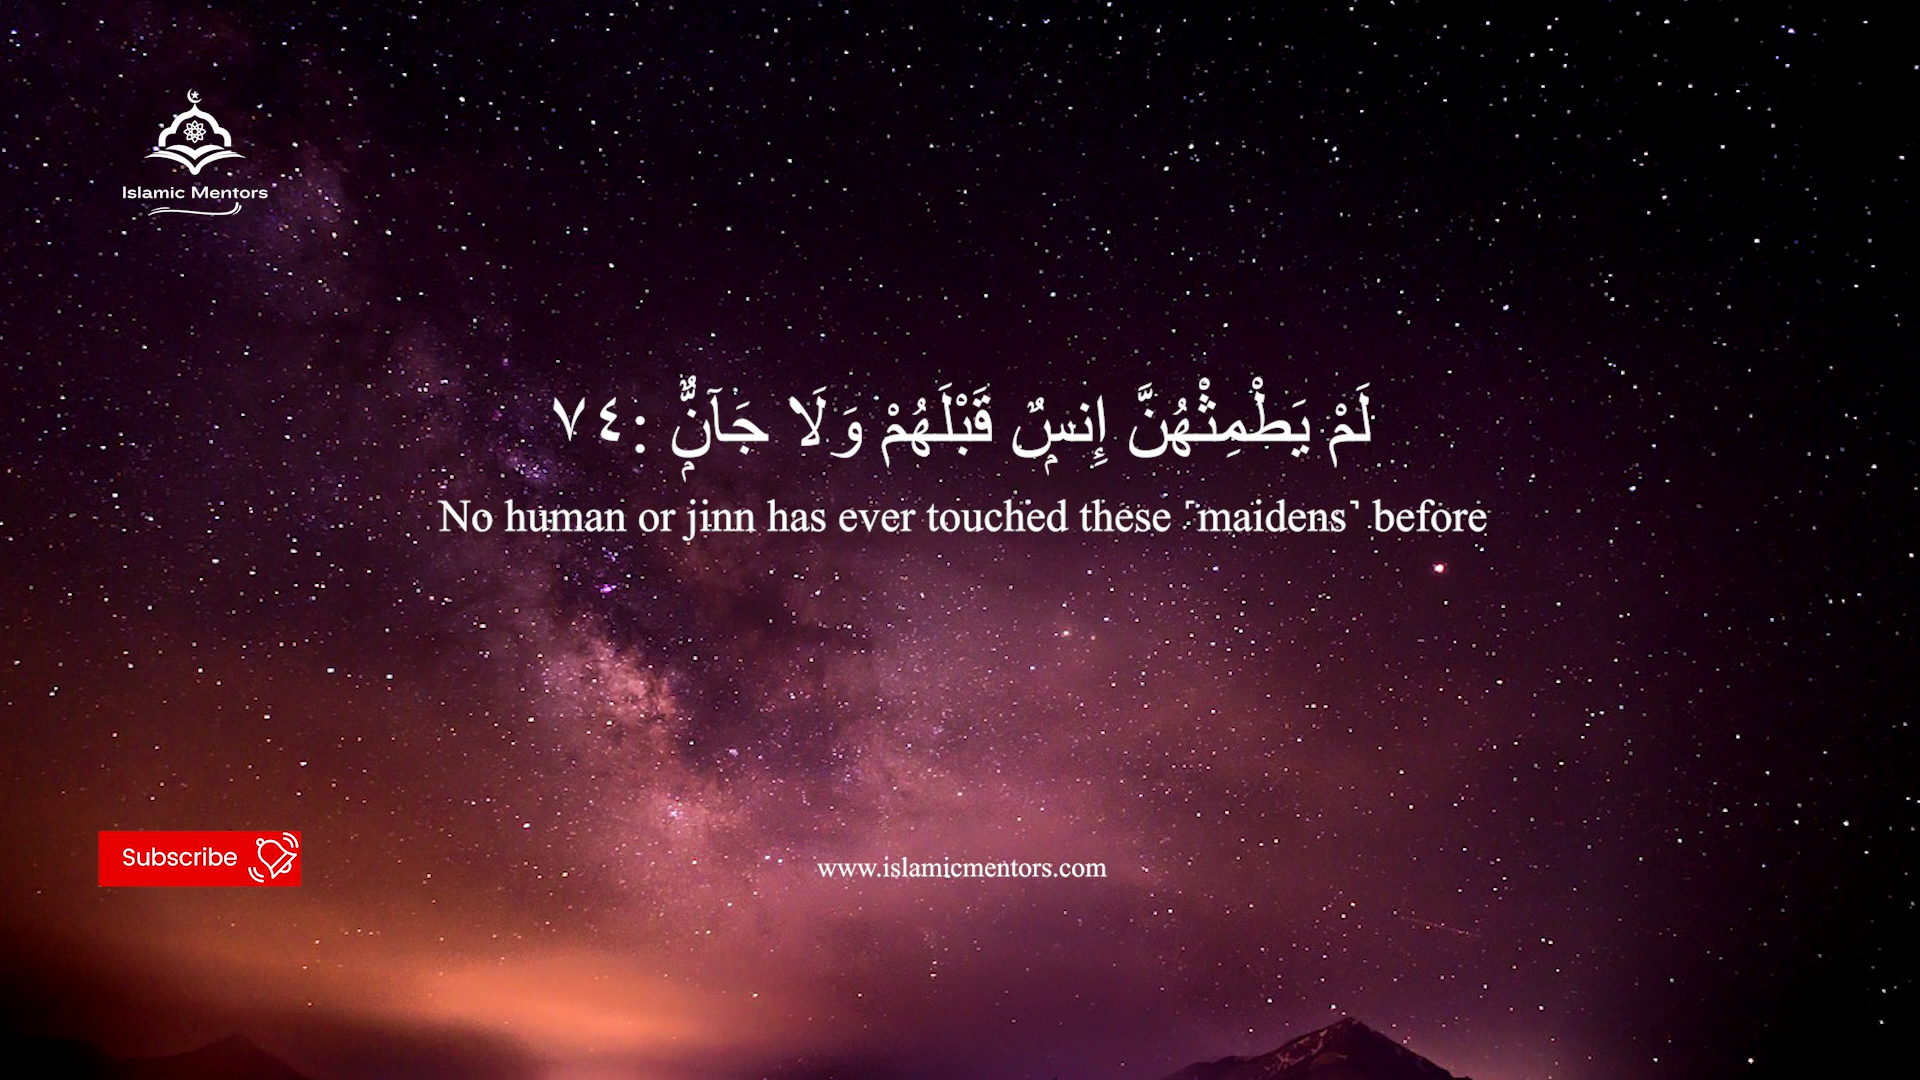 Islamic Mentors
لَمْ يَطْمِثْهُنَّ إِنسٌۭ قَبْلَهُمْ وَلَا جَآنٌّۭ :٧٤
No human or jinn has ever touched these ˹maidens˺ before
Subscribe
www.islamicmentors.com